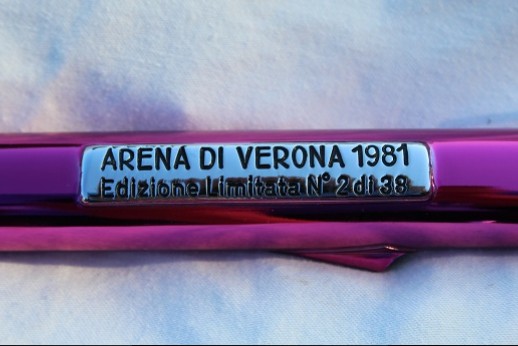 ARENA DI VERONA 1981
Edizione Limitata N° 2 di 38